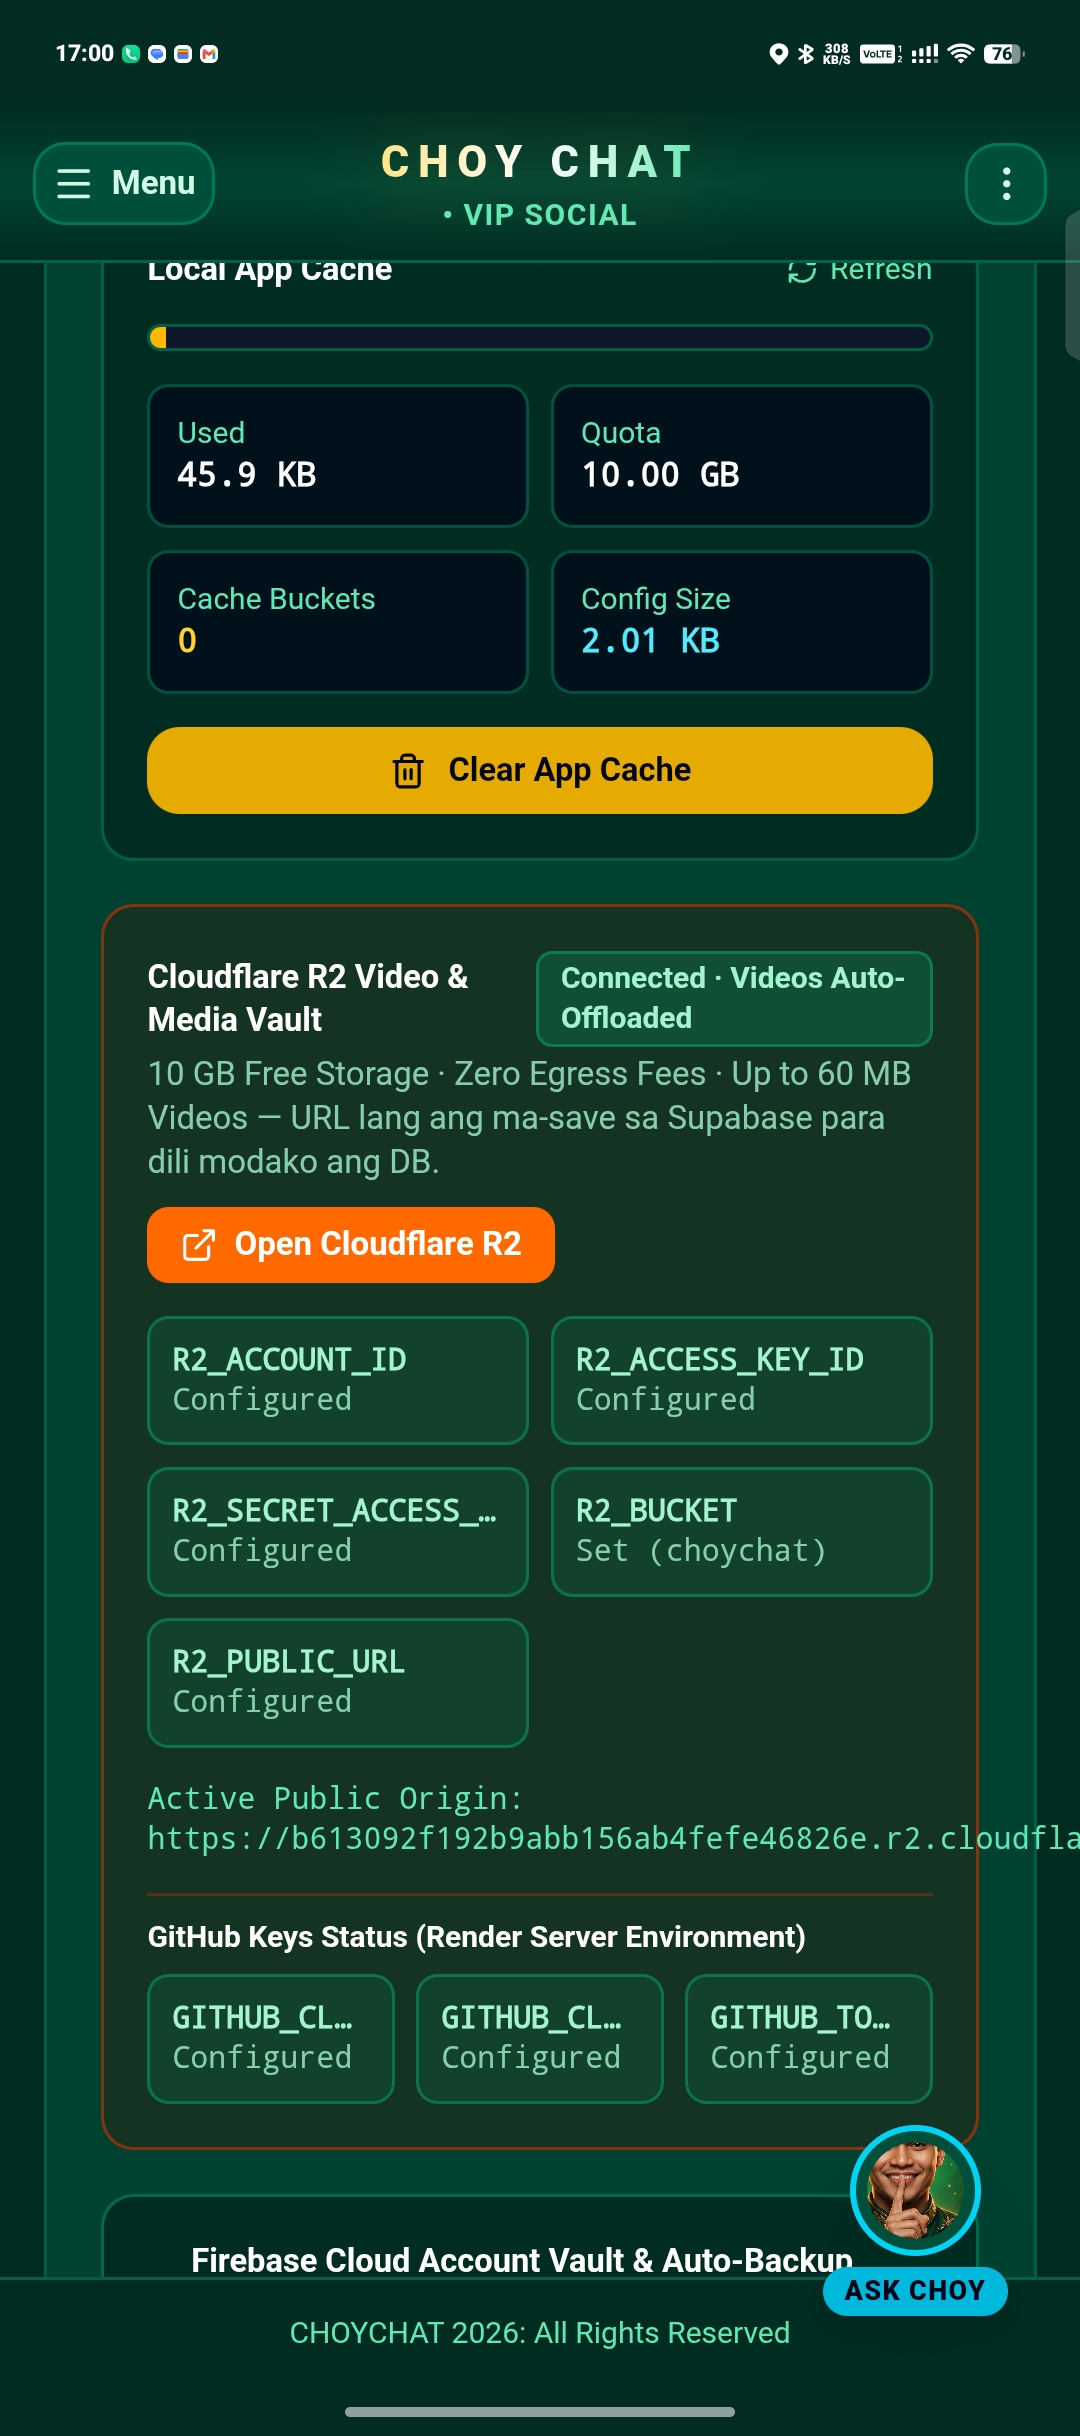 17:00
308 KB/S
VoLTE
1
2
76
Menu
CHOY CHAT
• VIP SOCIAL
Local App Cache
Refresh
Used
45.9 KB
Quota
10.00 GB
Cache Buckets
0
Config Size
2.01 KB
Clear App Cache
Cloudflare R2 Video &
Media Vault
Connected · Videos Auto-
Offloaded
10 GB Free Storage · Zero Egress Fees · Up to 60 MB
Videos — URL lang ang ma-save sa Supabase para
dili modako ang DB.
Open Cloudflare R2
R2_ACCOUNT_ID
Configured
R2_ACCESS_KEY_ID
Configured
R2_SECRET_ACCESS_…
Configured
R2_BUCKET
Set (choychat)
R2_PUBLIC_URL
Configured
Active Public Origin:
https://b613092f192b9abb156ab4fefe46826e.r2.cloudfla
GitHub Keys Status (Render Server Environment)
GITHUB_CL…
Configured
GITHUB_CL…
Configured
GITHUB_TO…
Configured
Firebase Cloud Account Vault & Auto-Backup
ASK CHOY
CHOYCHAT 2026: All Rights Reserved